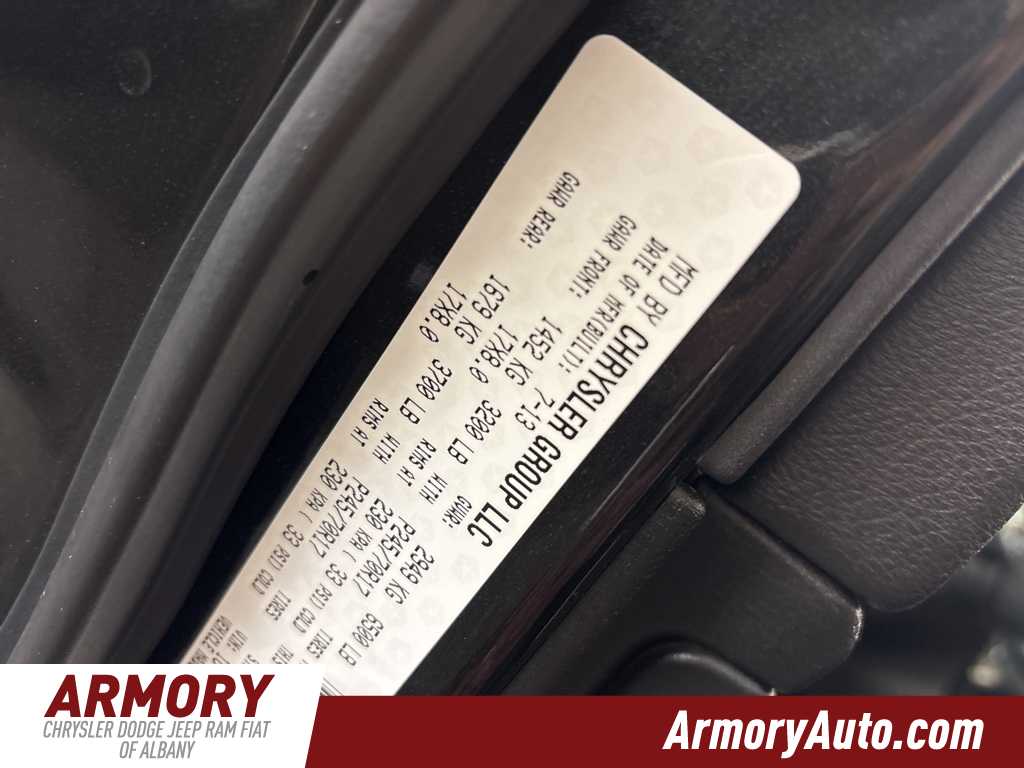 MFD BY CHRYSLER GROUP LLC
DATE OF MFR(BUILT): 7-13 GVWR: 2949 KG 6500 LB
GAWR FRONT: 1452 KG 3200 LB WITH P245/70R17 TIRES
17X8.0 RIMS AT 230 KPA( 33 PSI) COLD
GAWR REAR: 1679 KG 3700 LB WITH P245/70R17 TIRES
17X8.0 RIMS AT 230 KPA( 33 PSI) COLD
ARMORY
CHRYSLER DODGE JEEP RAM FIAT
OF ALBANY
ArmoryAuto.com